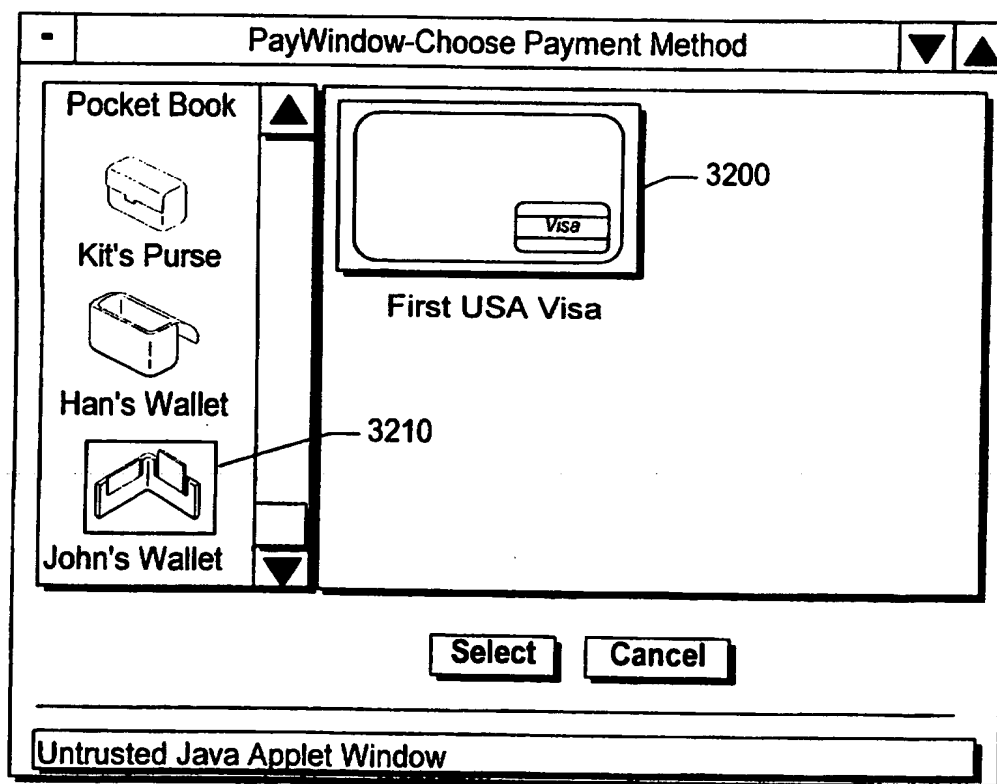 PayWindow-Choose Payment Method
Pocket Book
Kit's Purse
Han's Wallet
John's Wallet
Visa
3200
First USA Visa
3210
Select
Cancel
Untrusted Java Applet Window